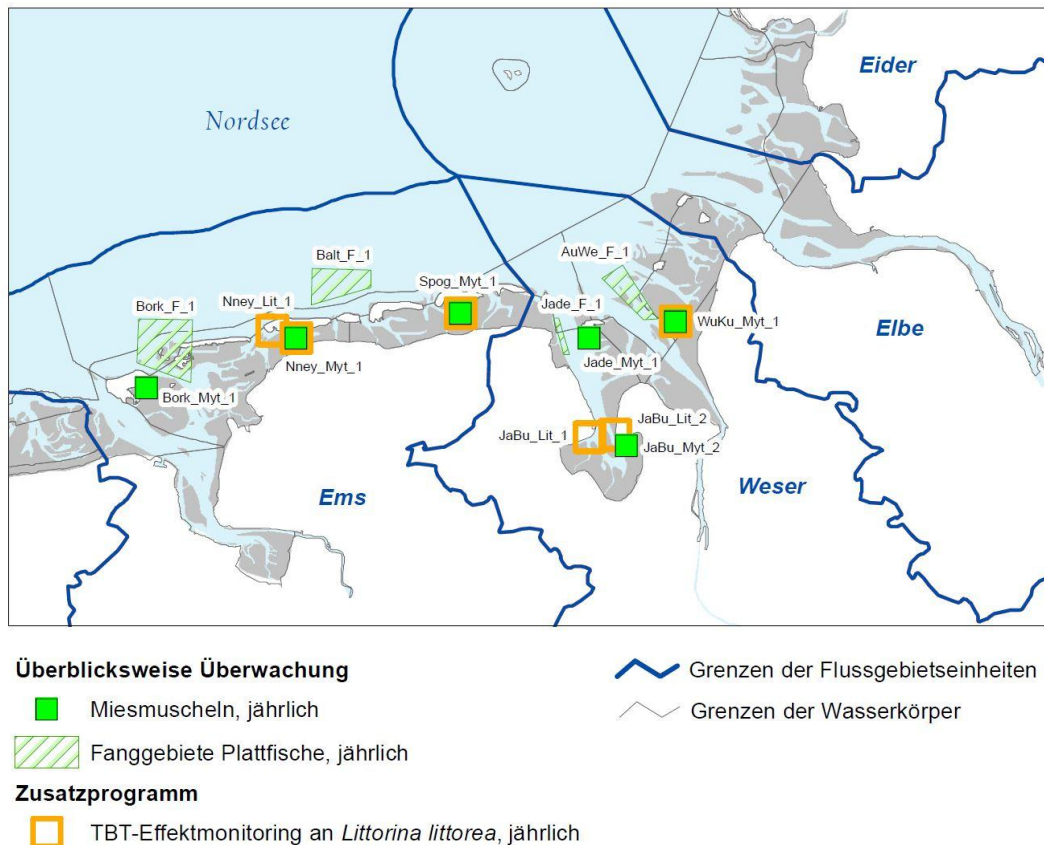 Eider
Nordsee
Balt_F_1
AuWe_F_1
Spog_Myt_1
Bork_F_1
Nney_Lit_1
Jade_F_1
WuKu_Myt_1
Elbe
Nney_Myt_1
Jade_Myt_1
Bork_Myt_1
JaBu_Lit_2
JaBu_Lit_1
JaBu_Myt_2
Ems
Weser
Überblicksweise Überwachung
Miesmuscheln, jährlich
Fanggebiete Plattfische, jährlich
Zusatzprogramm
TBT-Effektmonitoring an Littorina littorea, jährlich
Grenzen der Flussgebietseinheiten
Grenzen der Wasserkörper